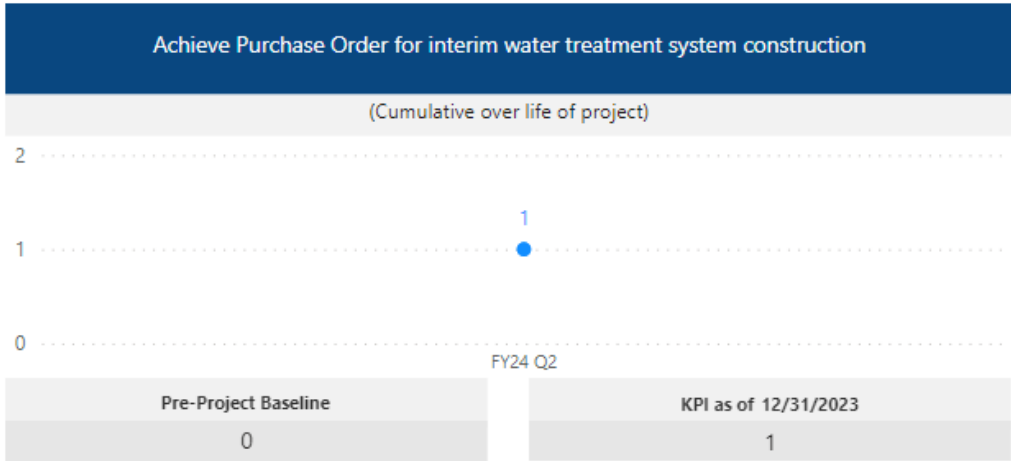 Achieve Purchase Order for interim water treatment system construction
(Cumulative over life of project)
2
1
1
0
FY24 Q2
Pre-Project Baseline
KPI as of 12/31/2023
0
1